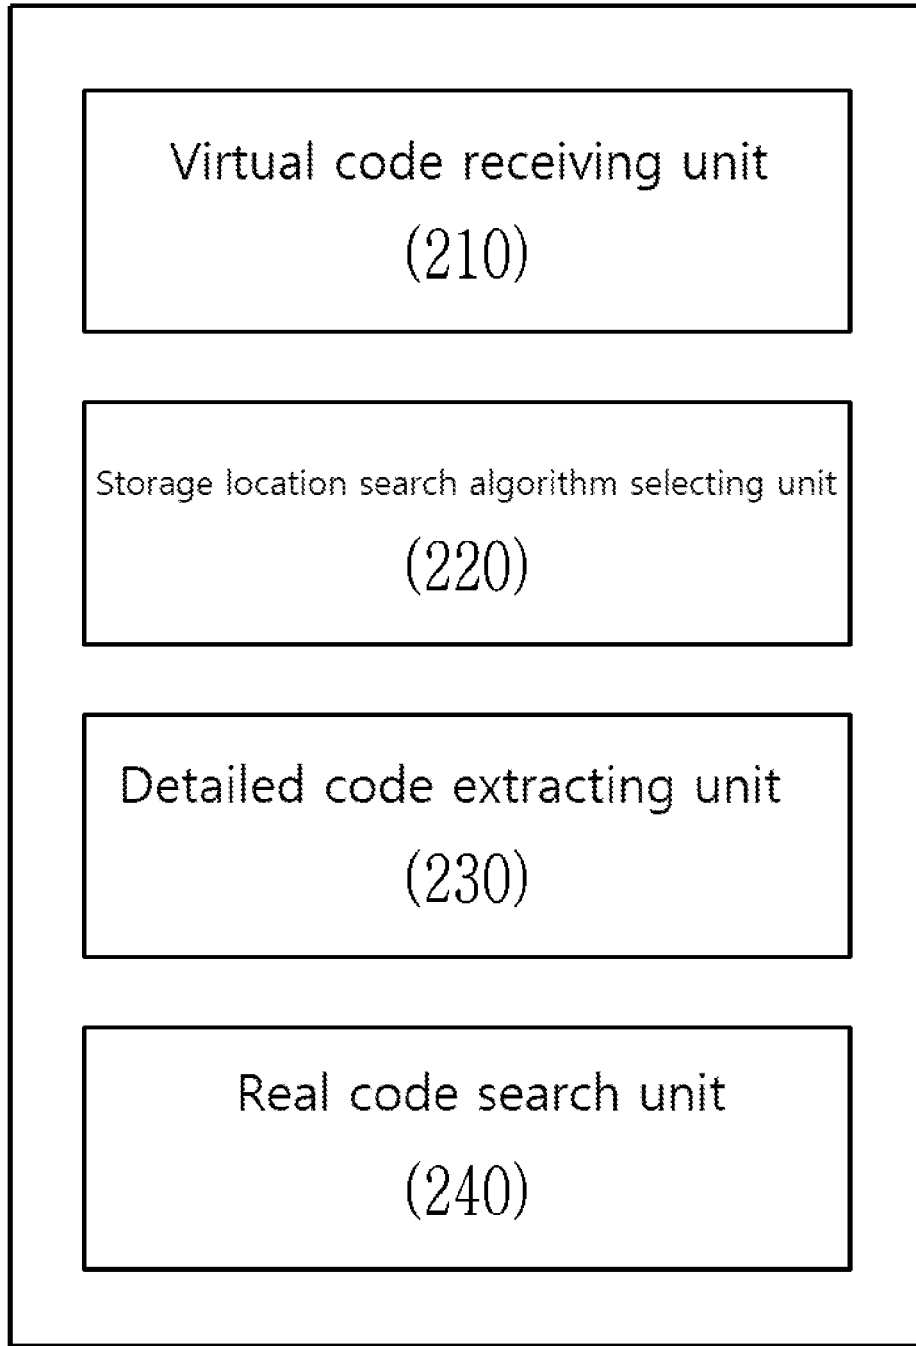 Virtual code receiving unit
(210)
Storage location search algorithm selecting unit
(220)
Detailed code extracting unit
(230)
Real code search unit
(240)